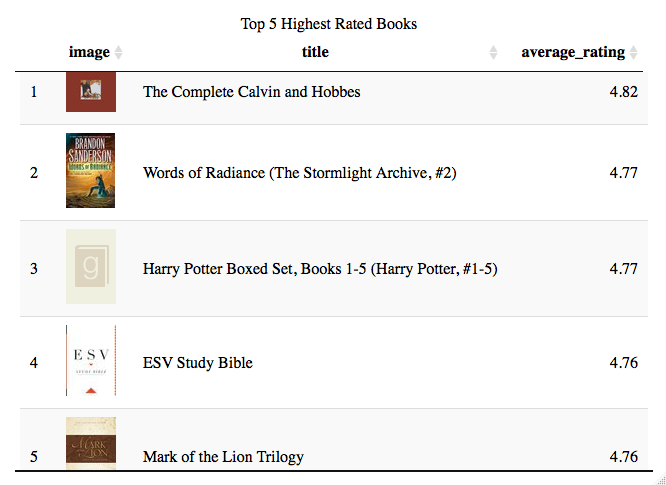 Top 5 Highest Rated Books
image title average_rating
1 The Complete Calvin and Hobbes 4.82
BRANDON
SANDERSON
WORDS OF RADIANCE
2 Words of Radiance (The Stormlight Archive, #2) 4.77
g
3 Harry Potter Boxed Set, Books 1-5 (Harry Potter, #1-5) 4.77
ESV
STUDY BIBLE
4 ESV Study Bible 4.76
MARK
LION
5 Mark of the Lion Trilogy 4.76